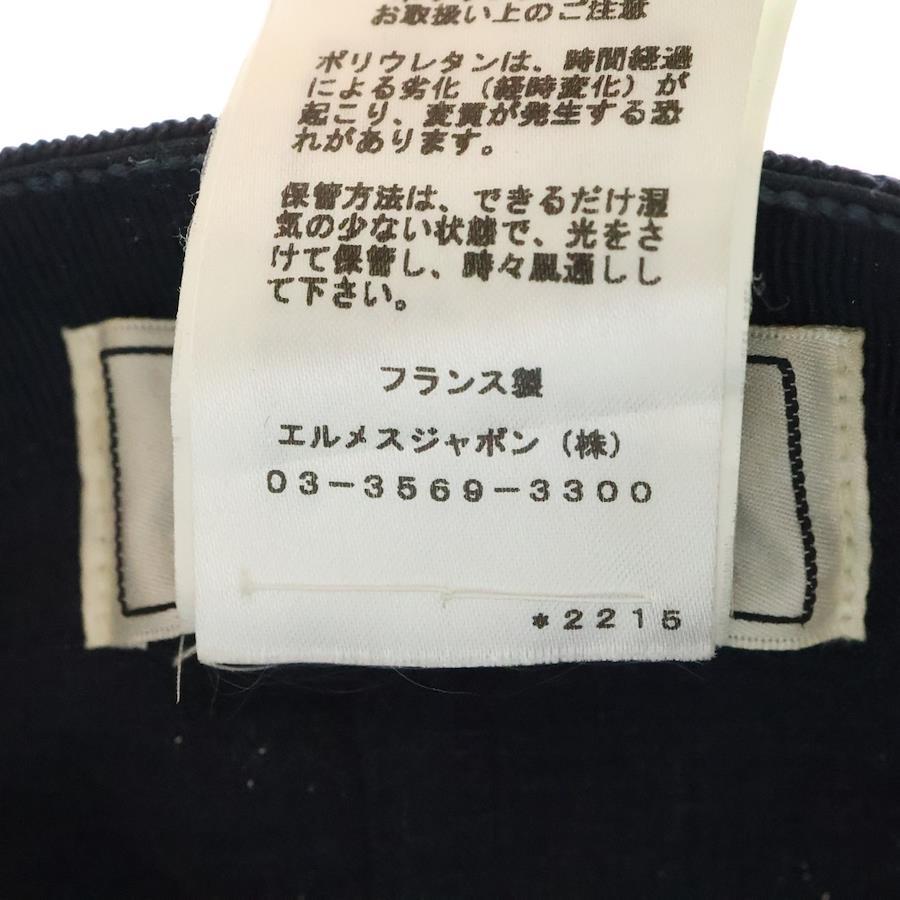 お取扱い上のご注意
ポリウレタンは、時間経過
による劣化（経時変化）が
起こり、変質が発生する恐
れがあります。
保管方法は、できるだけ湿
気の少ない状態で、光をさ
けて保管し、時々風通しし
て下さい。
フランス製
エルメスジャポン（株）
０３－３５６９－３３００
＊２２１５